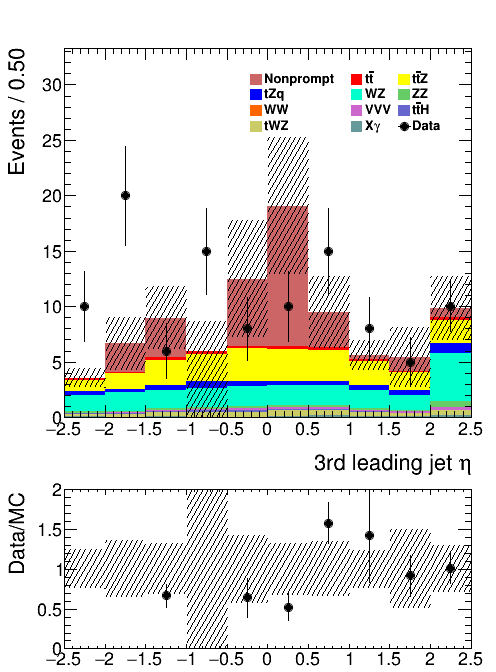 Events / 0.50
30
25
20
15
10
5
0
Nonprompt tt̄ tt̄Z
tZq WZ ZZ
WW VVV tt̄H
tWZ Xγ Data
−2.5 −2 −1.5 −1 −0.5 0 0.5 1 1.5 2 2.5
3rd leading jet η
Data/MC
2
1.5
1
0.5
0
−2.5 −2 −1.5 −1 −0.5 0 0.5 1 1.5 2 2.5